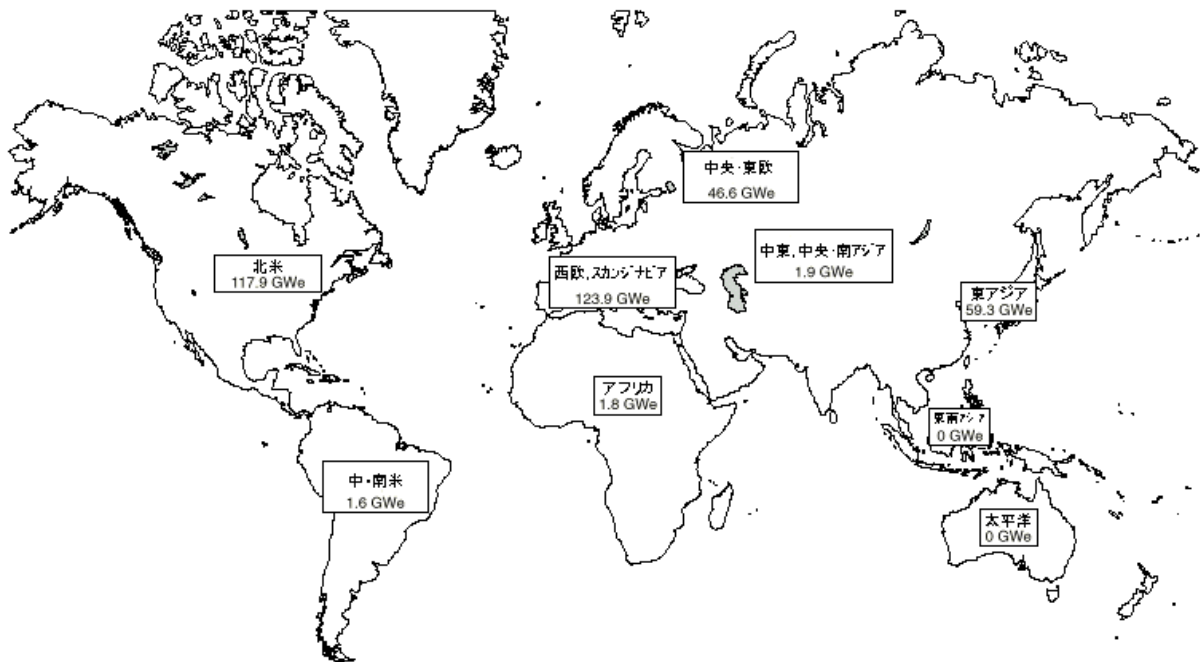 中央・東欧
46.6 GWe
中東,中央・南アジア
1.9 GWe
北米
117.9 GWe
西欧,スカンジナビア
123.9 GWe
東アジア
59.3 GWe
アフリカ
1.8 GWe
東南アジア
0 GWe
中・南米
1.6 GWe
太平洋
0 GWe